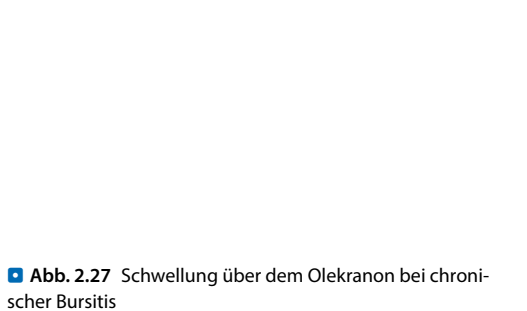 Abb. 2.27 Schwellung über dem Olekranon bei chroni-
scher Bursitis